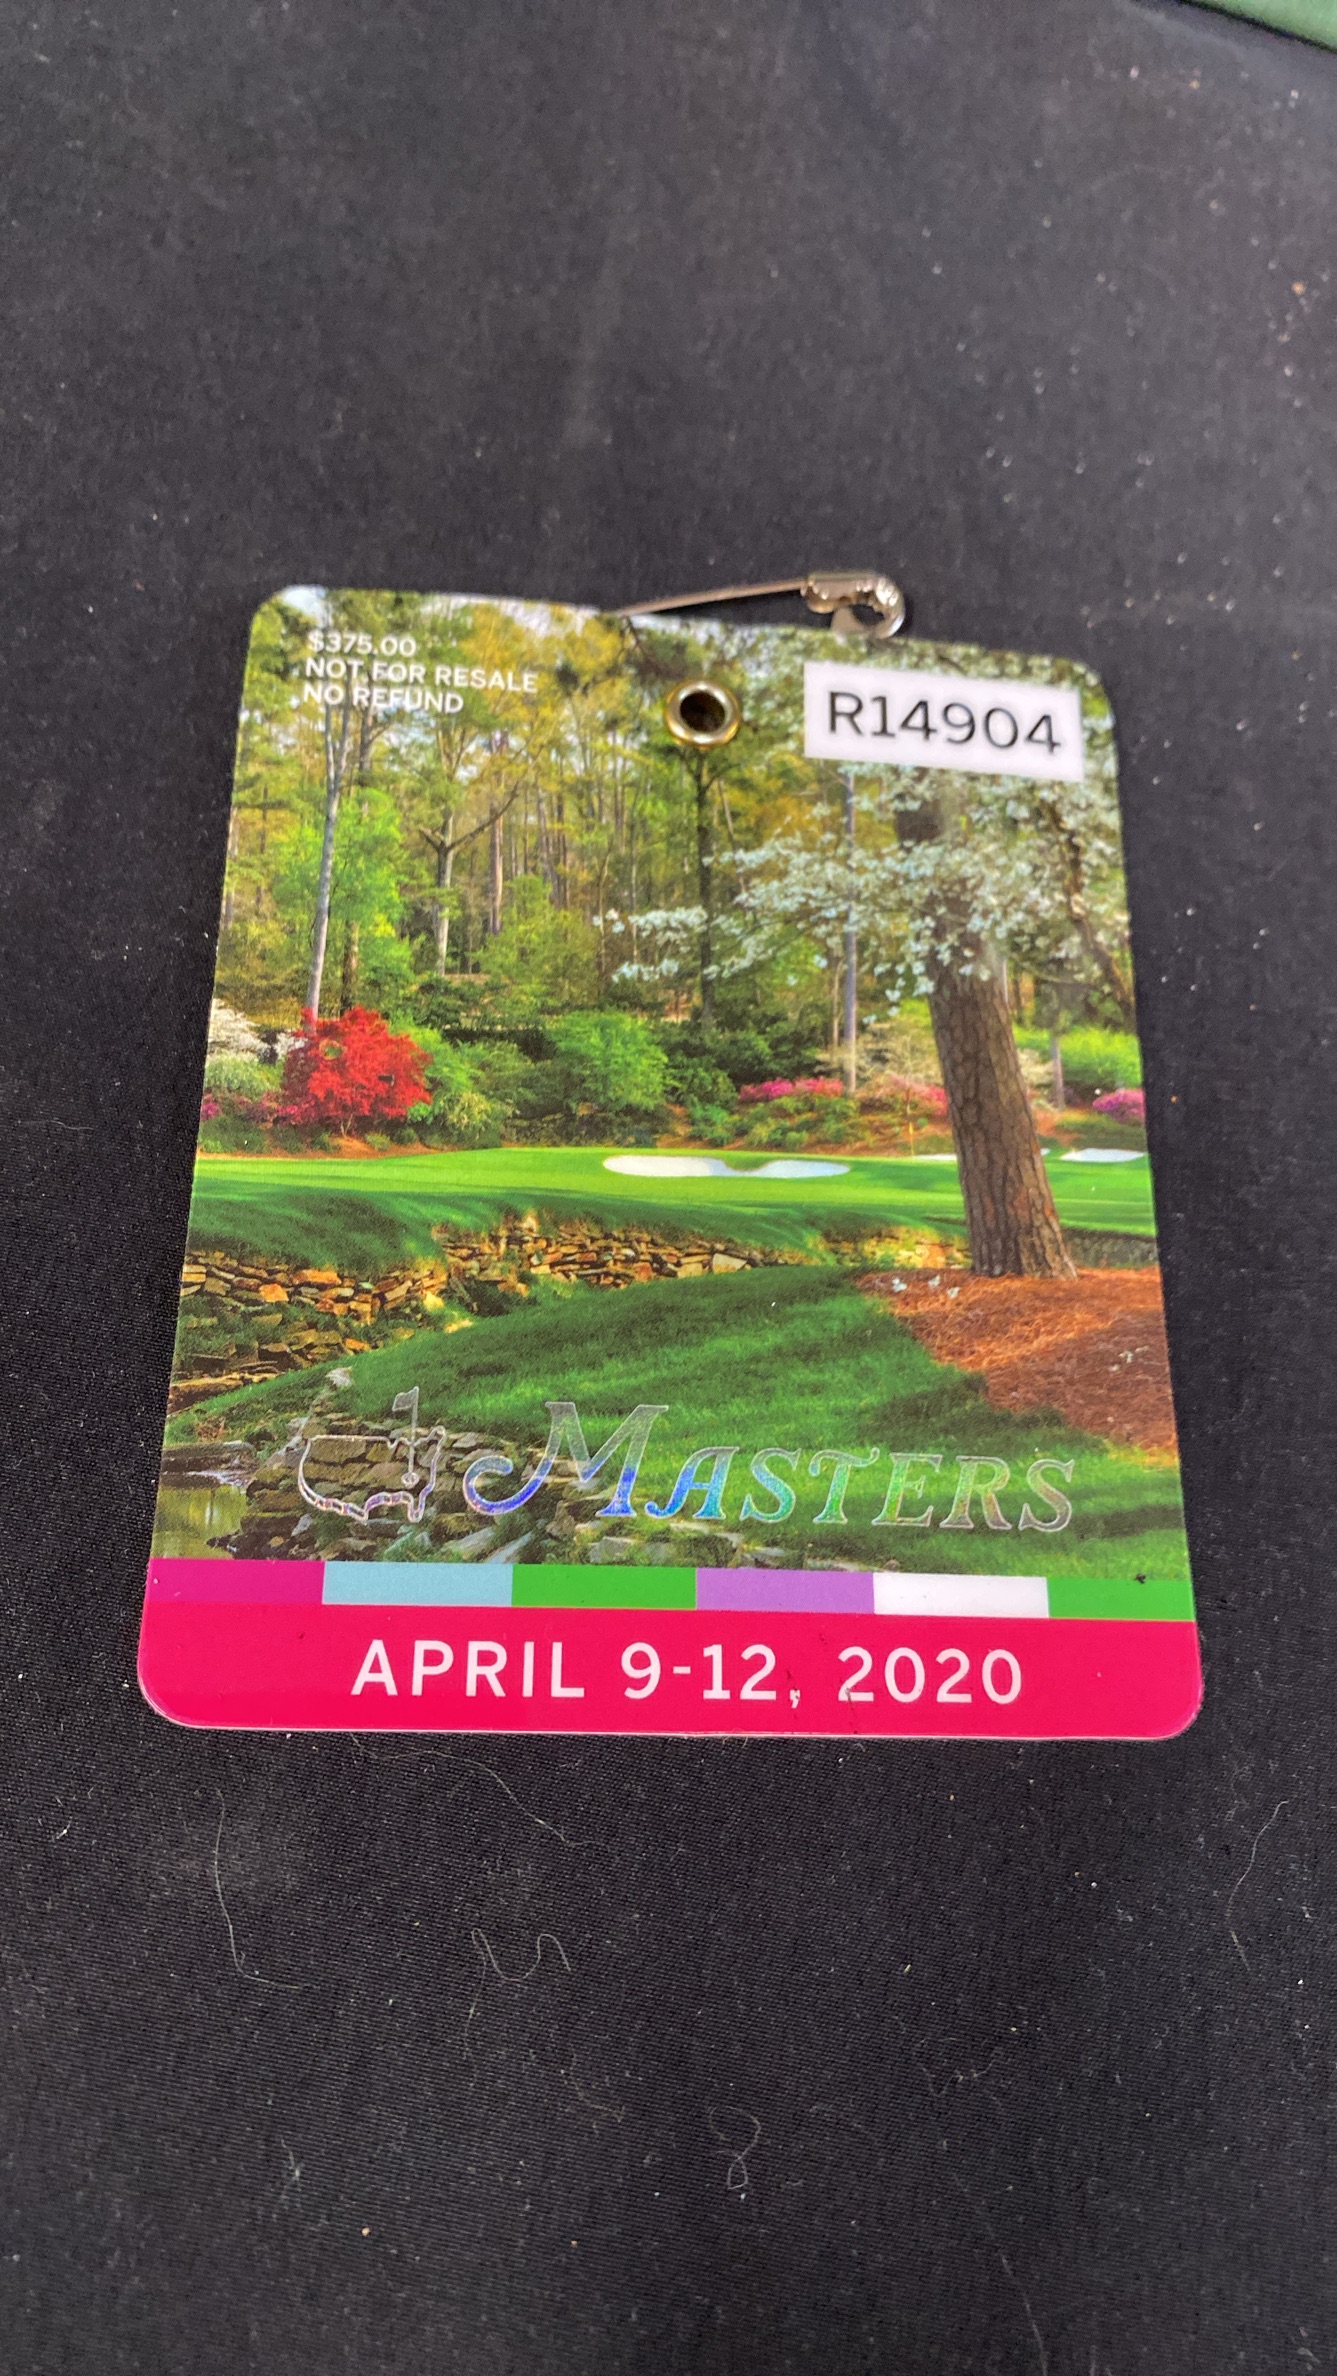 $375.00
NOT FOR RESALE
NO REFUND
R14904
MASTERS
APRIL 9-12, 2020